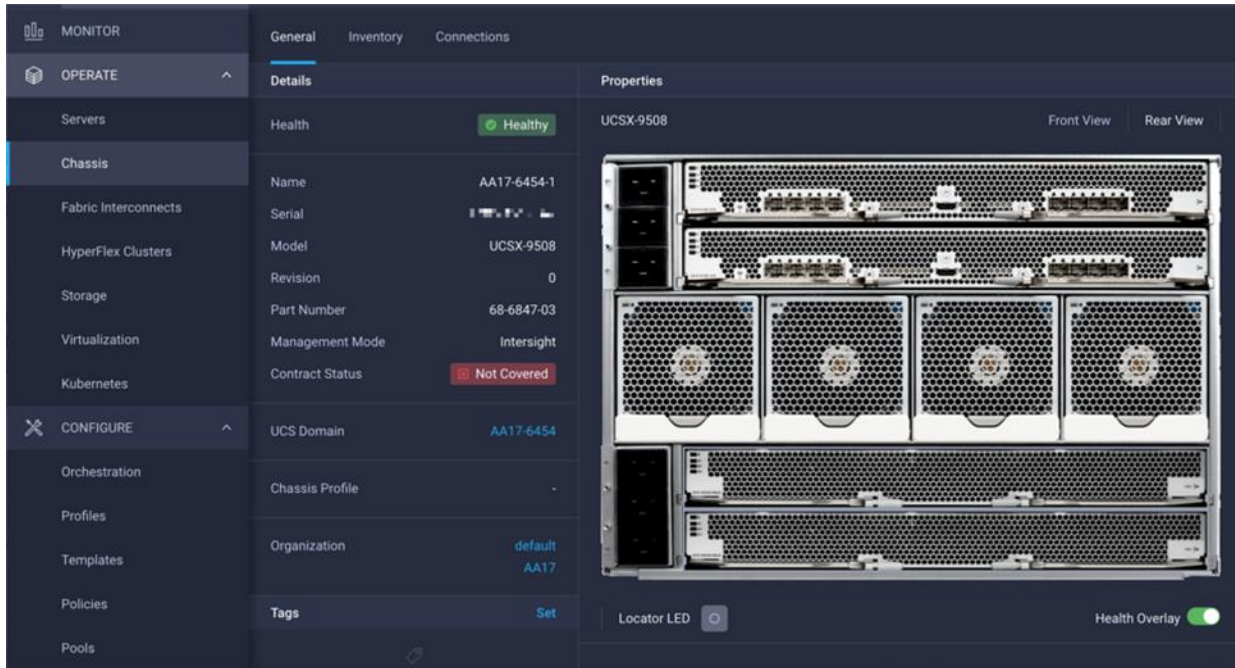 MONITOR
OPERATE
Servers
Chassis
Fabric Interconnects
HyperFlex Clusters
Storage
Virtualization
Kubernetes
CONFIGURE
Orchestration
Profiles
Templates
Policies
Pools
General Inventory Connections
Details
Health Healthy
Name AA17-6454-1
Serial
Model UCSX-9508
Revision 0
Part Number 68-6847-03
Management Mode Intersight
Contract Status Not Covered
UCS Domain AA17-6454
Chassis Profile -
Organization default
AA17
Tags Set
Properties
UCSX-9508 Front View Rear View
Locator LED Health Overlay